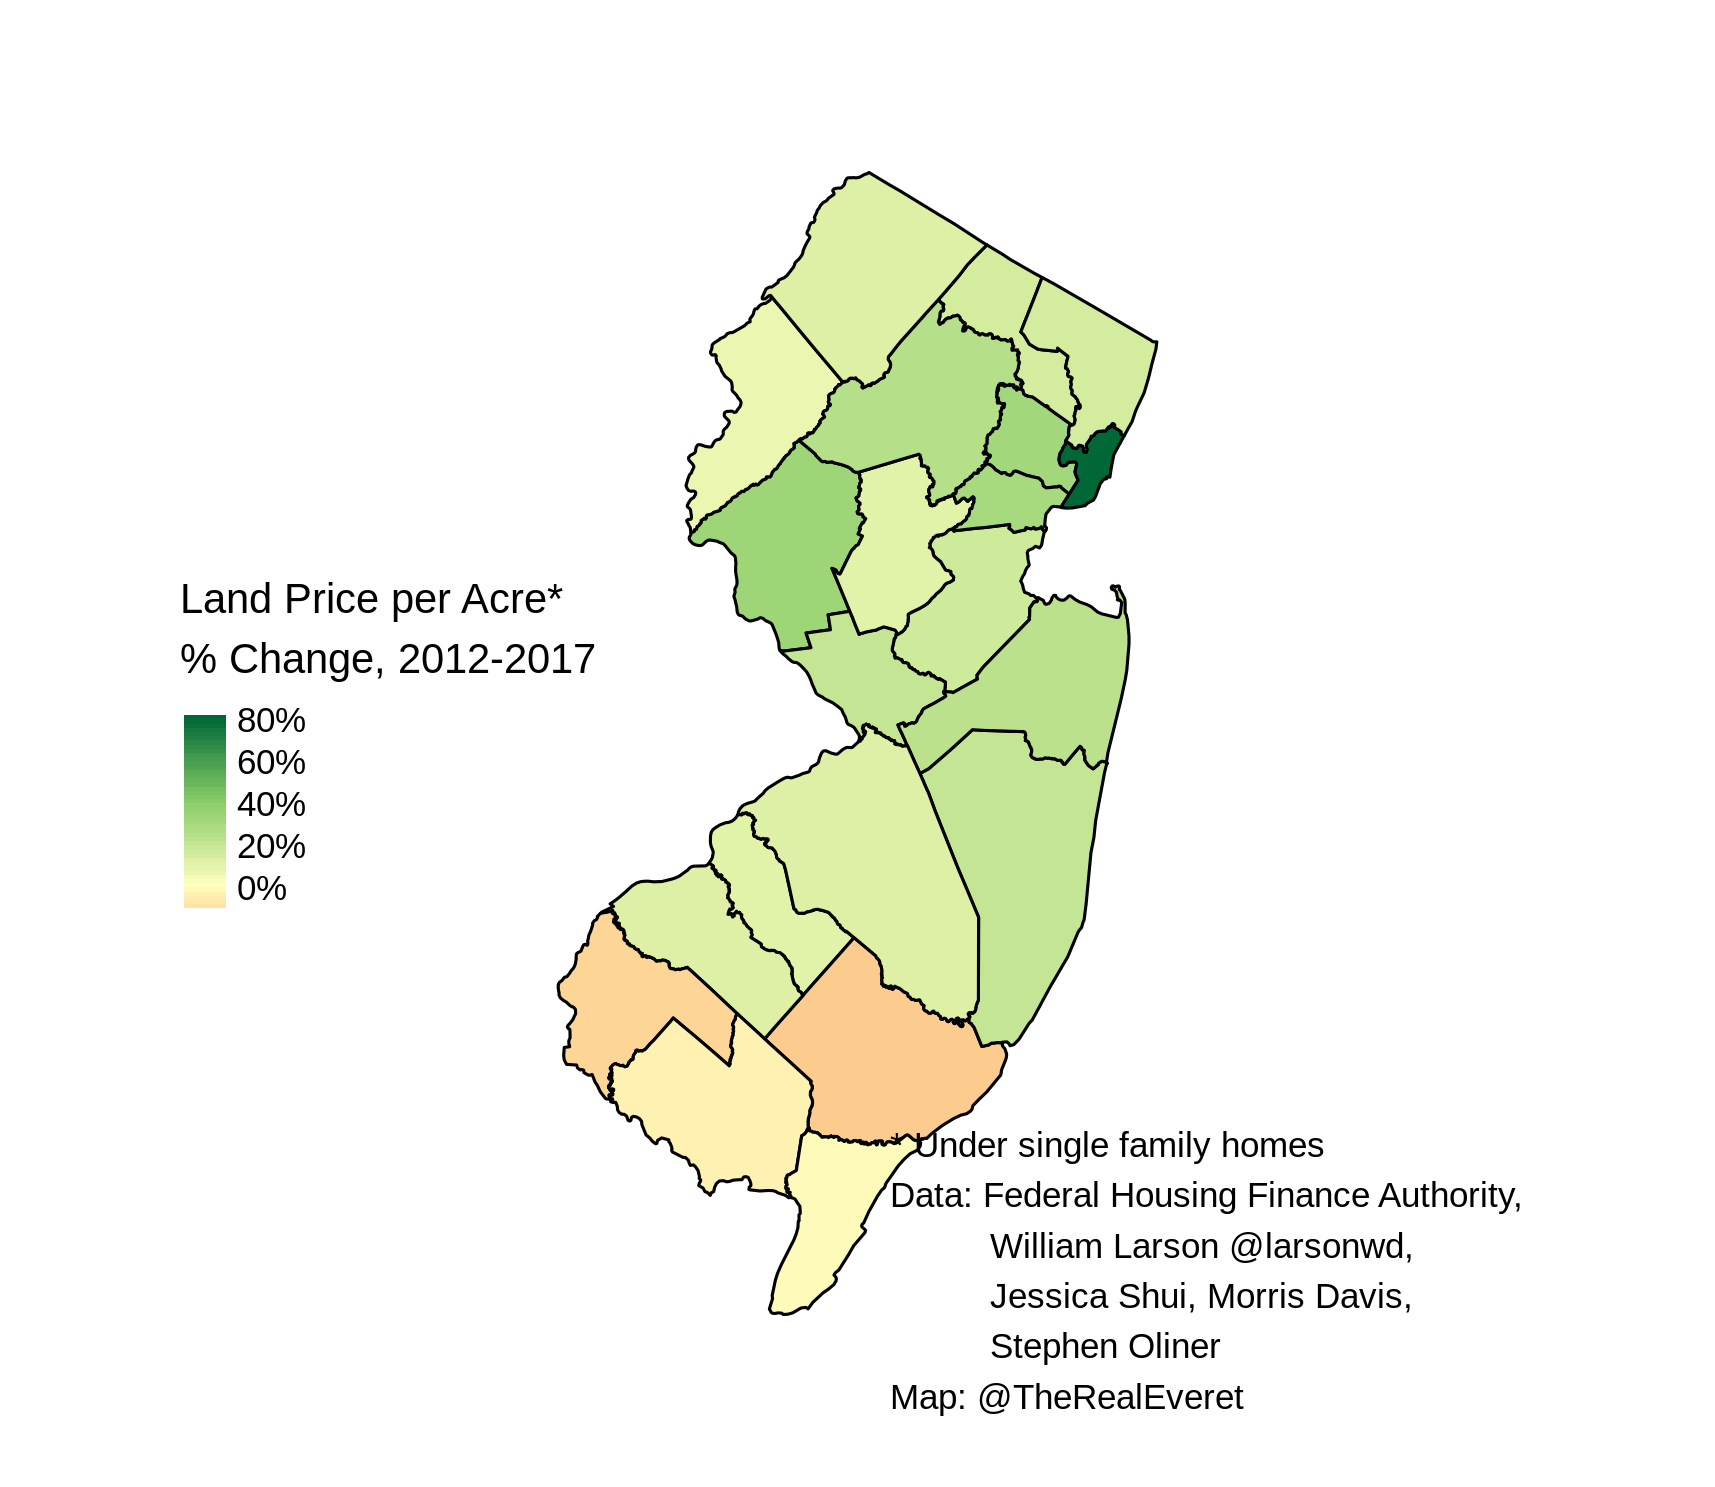 Land Price per Acre*
% Change, 2012-2017
80%
60%
40%
20%
0%
* Under single family homes
Data: Federal Housing Finance Authority,
William Larson @larsonwd,
Jessica Shui, Morris Davis,
Stephen Oliner
Map: @TheRealEveret